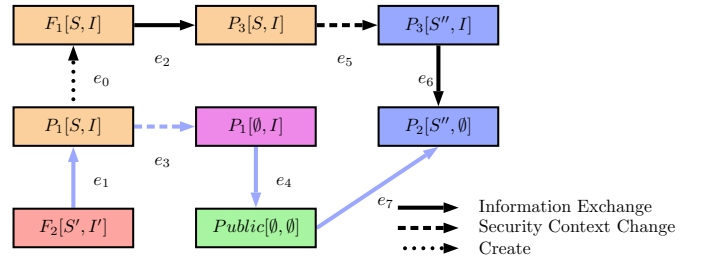 F₁[S, I] P₃[S, I] P₃[S′′, I]
e₂ e₅
e₀ e₆
P₁[S, I] P₁[∅, I] P₂[S′′, ∅]
e₃
e₁ e₄
e₇
F₂[S′, I′] Public[∅, ∅]
Information Exchange
Security Context Change
Create